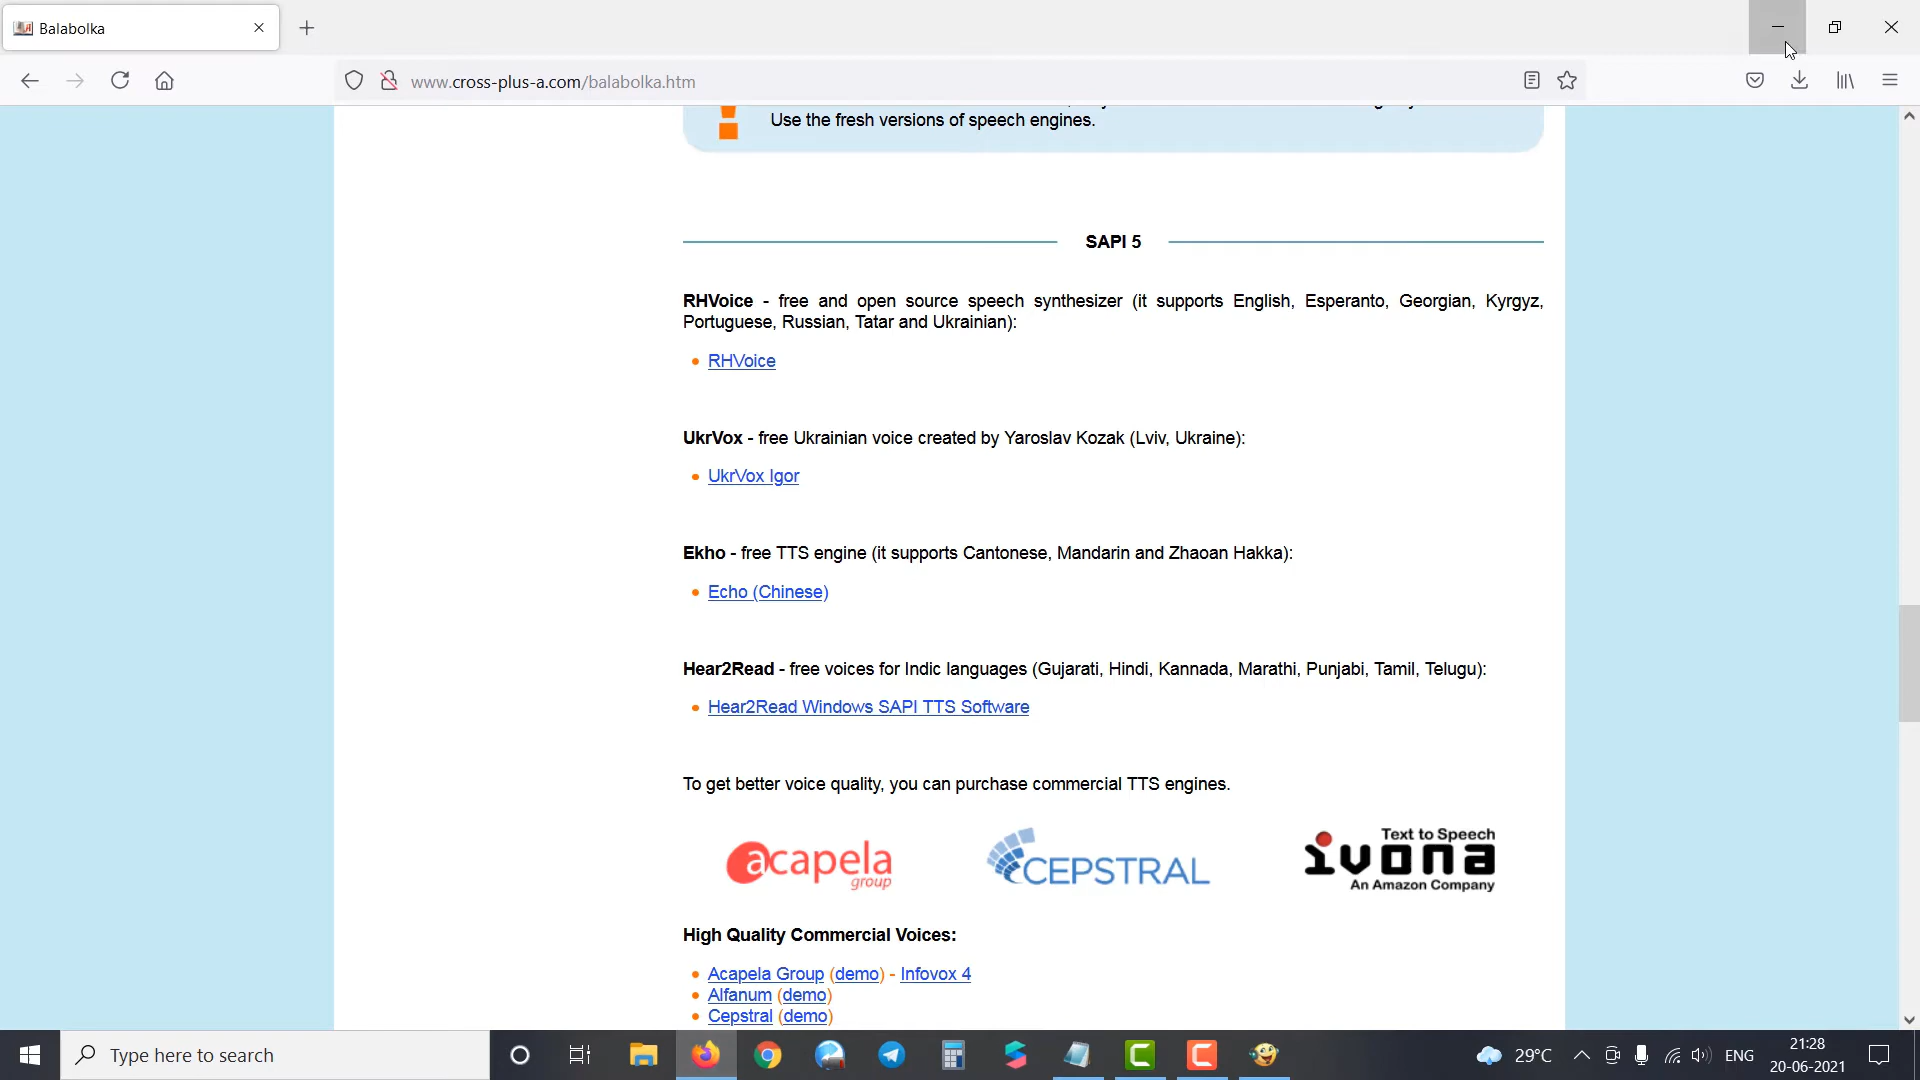 Balabolka
www.cross-plus-a.com/balabolka.htm
Use the fresh versions of speech engines.
SAPI 5
RHVoice - free and open source speech synthesizer (it supports English, Esperanto, Georgian, Kyrgyz,
Portuguese, Russian, Tatar and Ukrainian):
RHVoice
UkrVox - free Ukrainian voice created by Yaroslav Kozak (Lviv, Ukraine):
UkrVox Igor
Ekho - free TTS engine (it supports Cantonese, Mandarin and Zhaoan Hakka):
Echo (Chinese)
Hear2Read - free voices for Indic languages (Gujarati, Hindi, Kannada, Marathi, Punjabi, Tamil, Telugu):
Hear2Read Windows SAPI TTS Software
To get better voice quality, you can purchase commercial TTS engines.
acapela
group
CEPSTRAL
Text to Speech
ivona
An Amazon Company
High Quality Commercial Voices:
Acapela Group (demo) - Infovox 4
Alfanum (demo)
Cepstral (demo)
Type here to search
29°C
ENG
21:28
20-06-2021